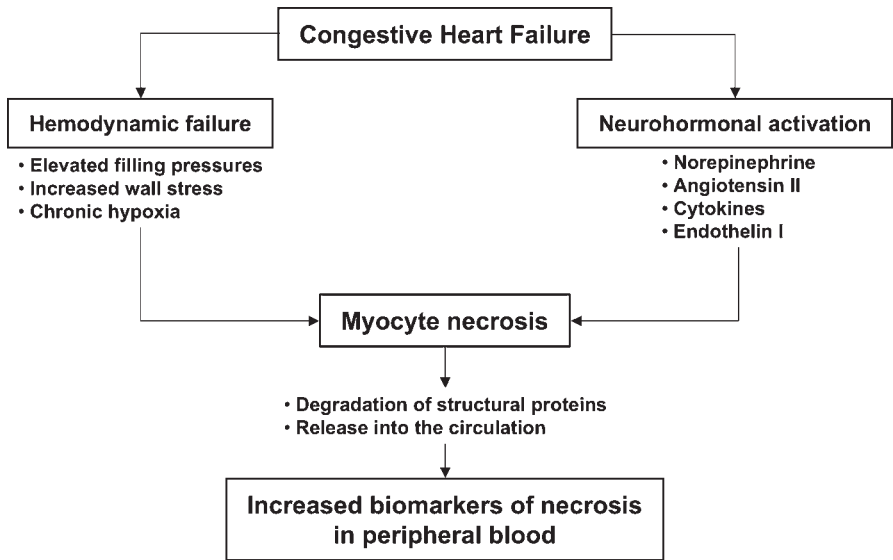 Congestive Heart Failure
Hemodynamic failure
• Elevated filling pressures
• Increased wall stress
• Chronic hypoxia
Neurohormonal activation
• Norepinephrine
• Angiotensin II
• Cytokines
• Endothelin I
Myocyte necrosis
• Degradation of structural proteins
• Release into the circulation
Increased biomarkers of necrosis
in peripheral blood